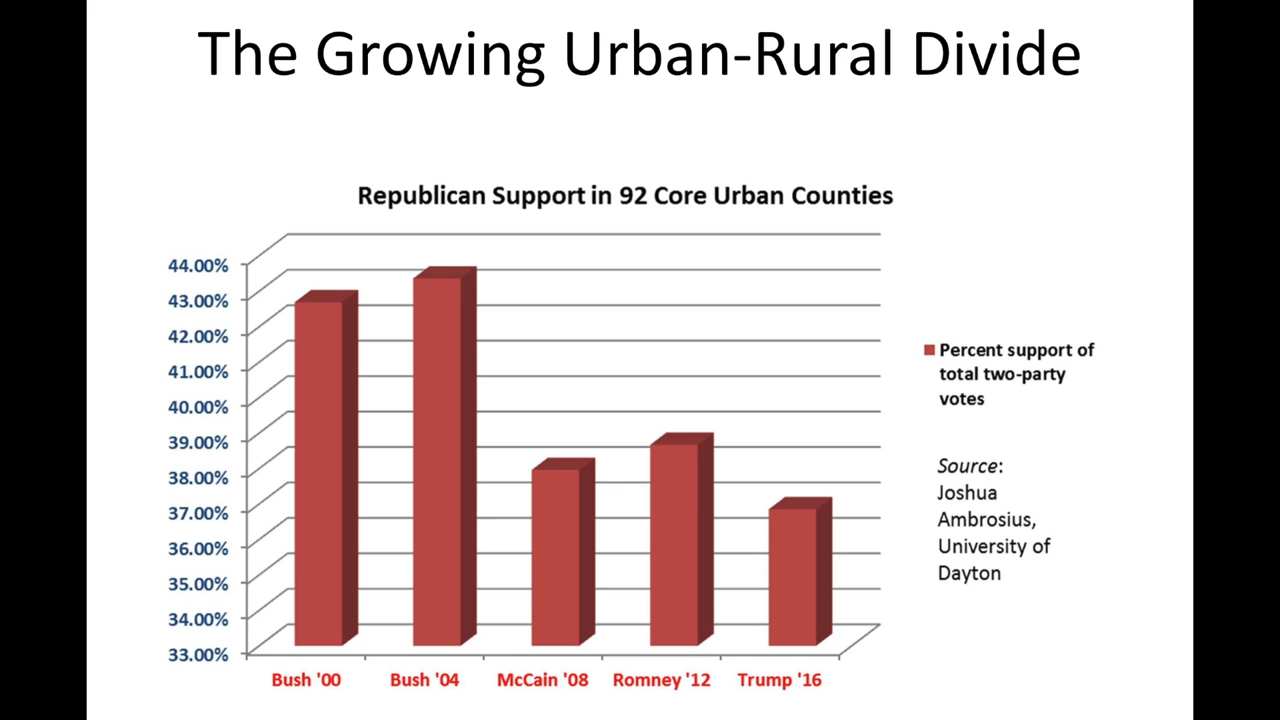 The Growing Urban-Rural Divide
Republican Support in 92 Core Urban Counties
44.00%
43.00%
42.00%
41.00%
40.00%
39.00%
38.00%
37.00%
36.00%
35.00%
34.00%
33.00%
Bush '00 Bush '04 McCain '08 Romney '12 Trump '16
Percent support of
total two-party
votes
Source:
Joshua
Ambrosius,
University of
Dayton